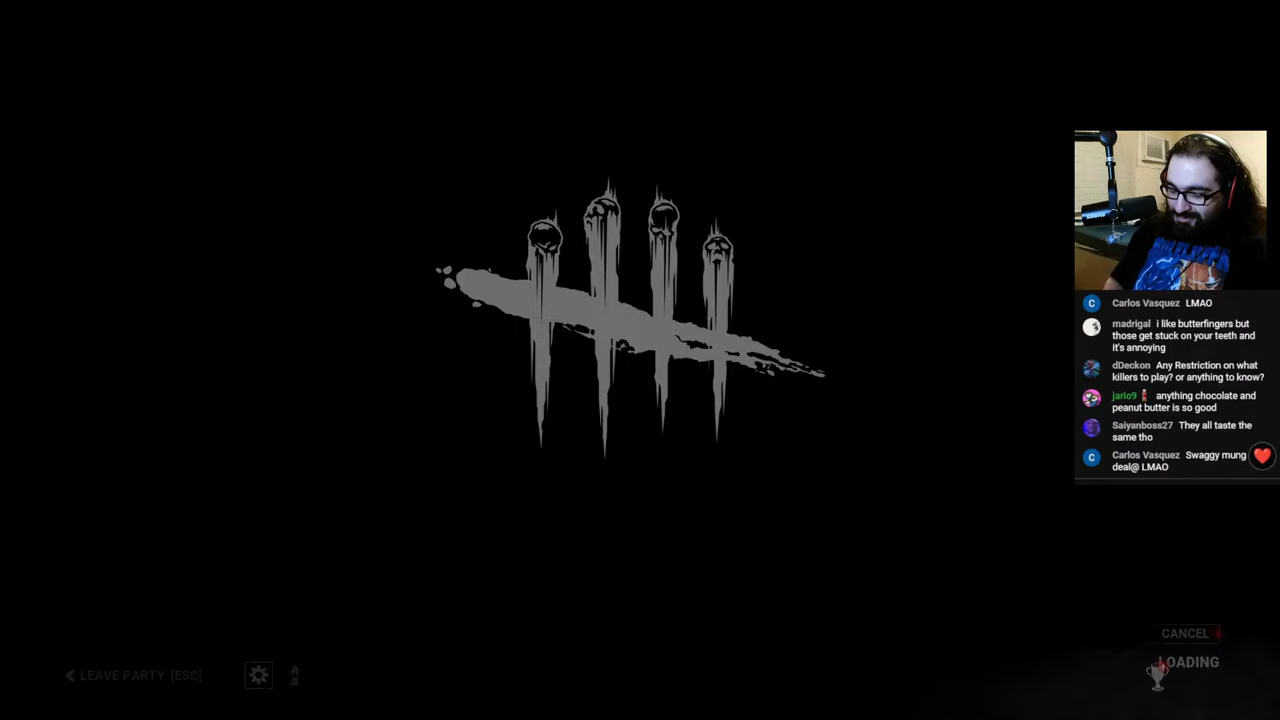 Carlos Vasquez LMAO
madrigal i like butterfingers but
those get stuck on your teeth and
it's annoying
dDeckon Any Restriction on what
killers to play? or anything to know?
jario9 anything chocolate and
peanut butter is so good
Saiyanboss27 They all taste the
same tho
Carlos Vasquez Swaggy mung
deal@ LMAO
CANCEL
LOADING
LEAVE PARTY [ESC]